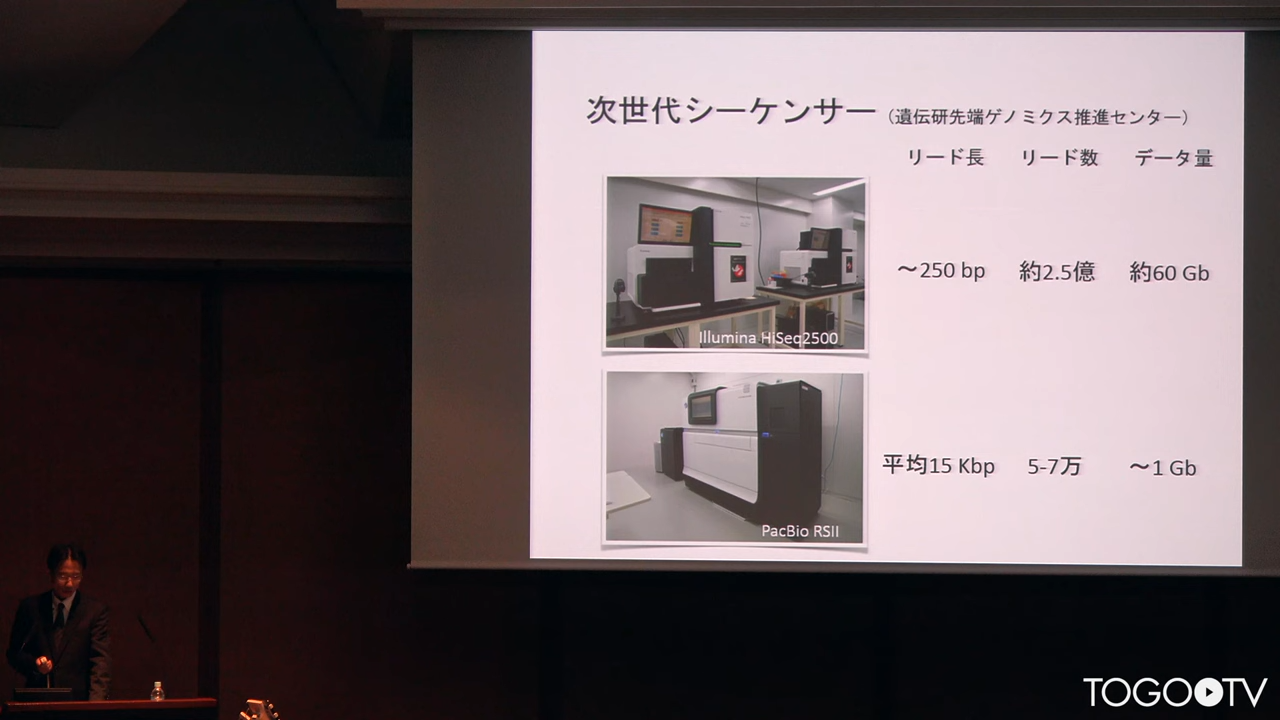 次世代シーケンサー（遺伝研先端ゲノミクス推進センター）
リード長 リード数 データ量
〜250 bp 約2.5億 約60 Gb
Illumina HiSeq2500
平均15 Kbp 5-7万 〜1 Gb
PacBio RSII
TOGOTV